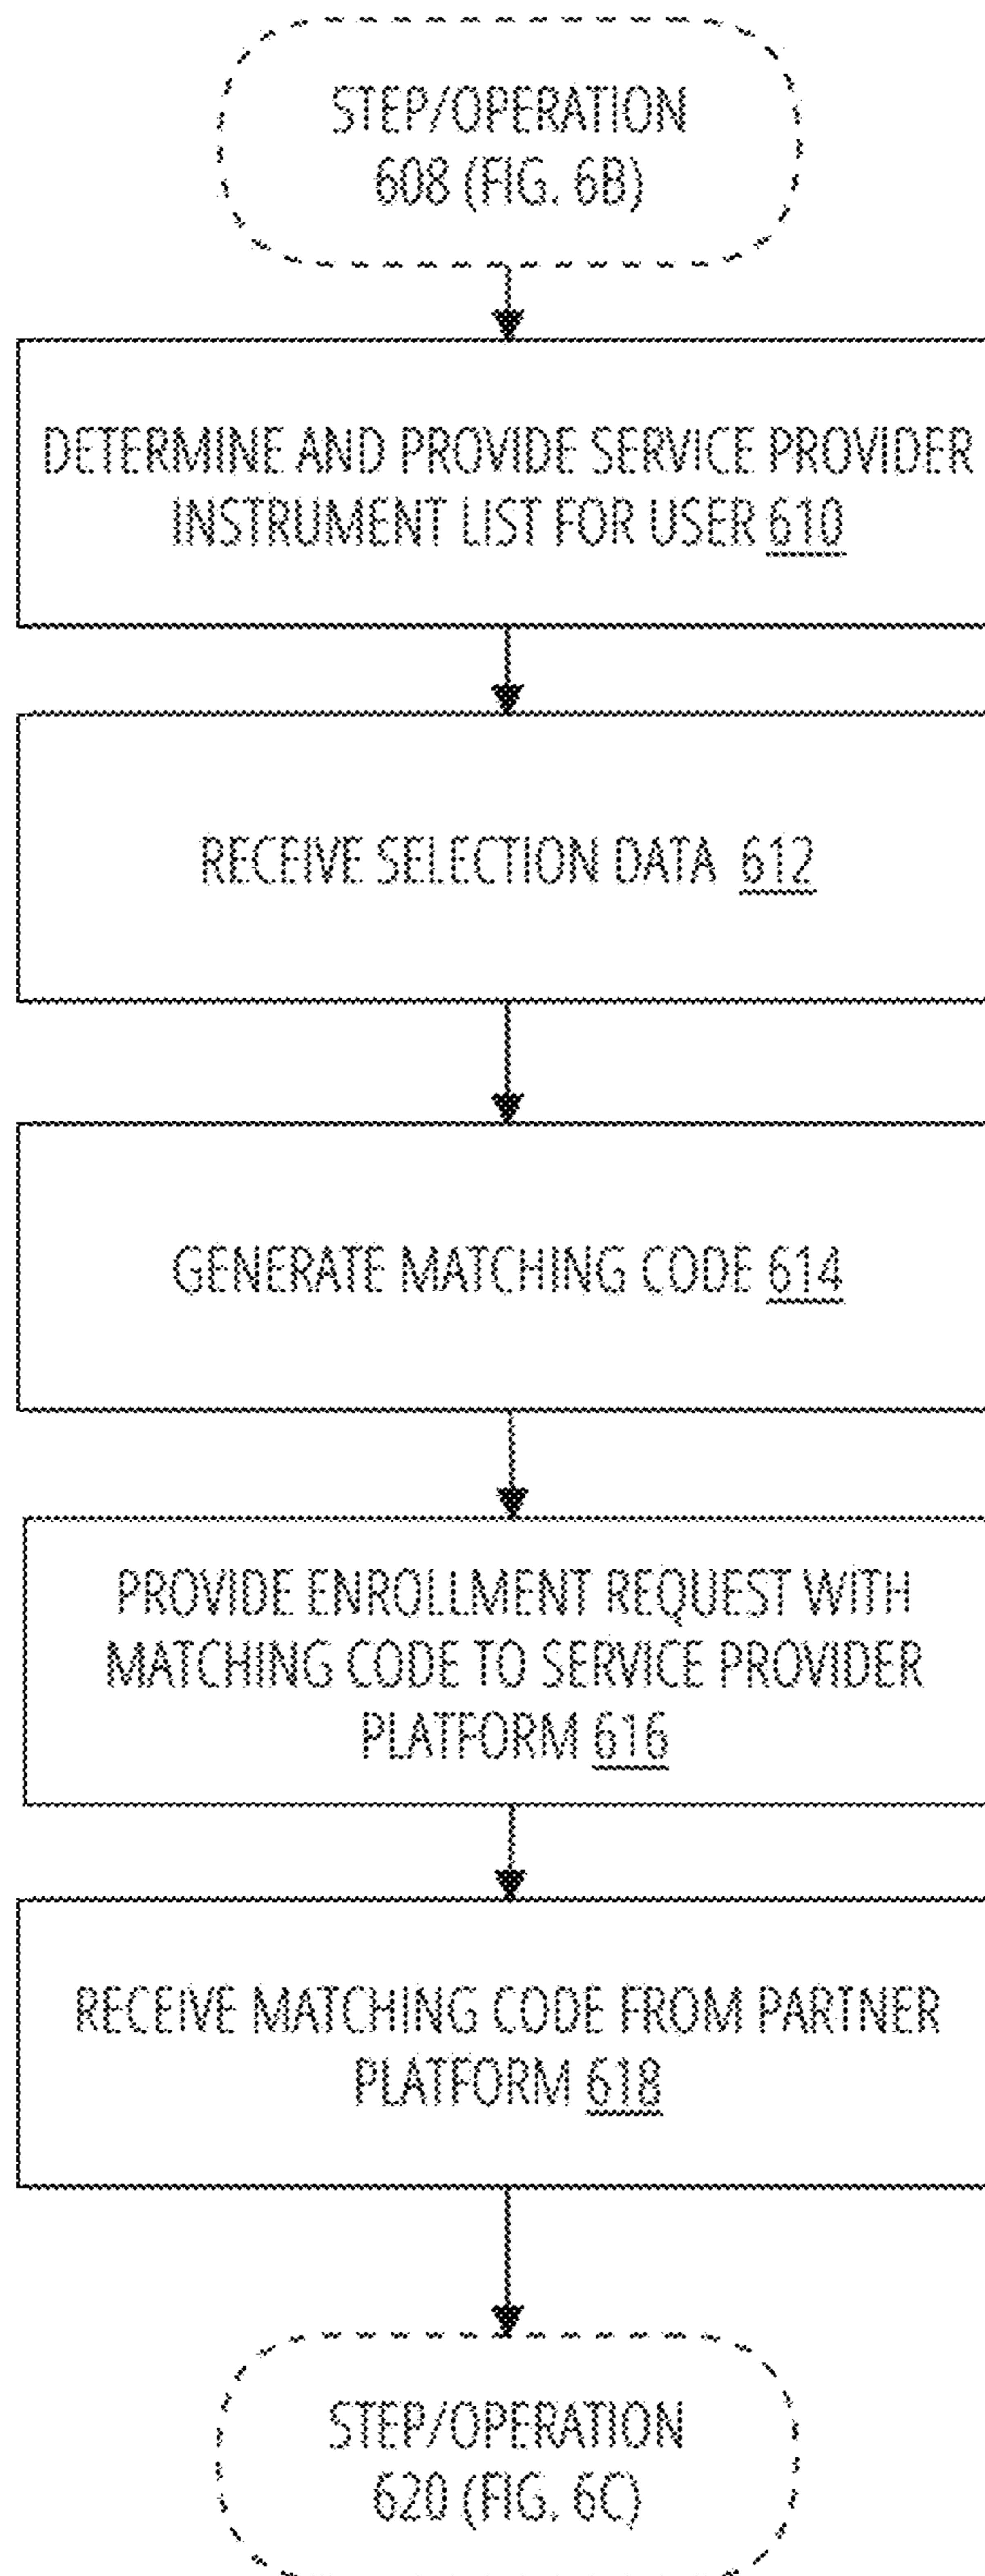 STEP/OPERATION
608 (FIG. 6B)
DETERMINE AND PROVIDE SERVICE PROVIDER
INSTRUMENT LIST FOR USER 610
RECEIVE SELECTION DATA 612
GENERATE MATCHING CODE 614
PROVIDE ENROLLMENT REQUEST WITH
MATCHING CODE TO SERVICE PROVIDER
PLATFORM 616
RECEIVE MATCHING CODE FROM PARTNER
PLATFORM 618
STEP/OPERATION
620 (FIG. 6C)